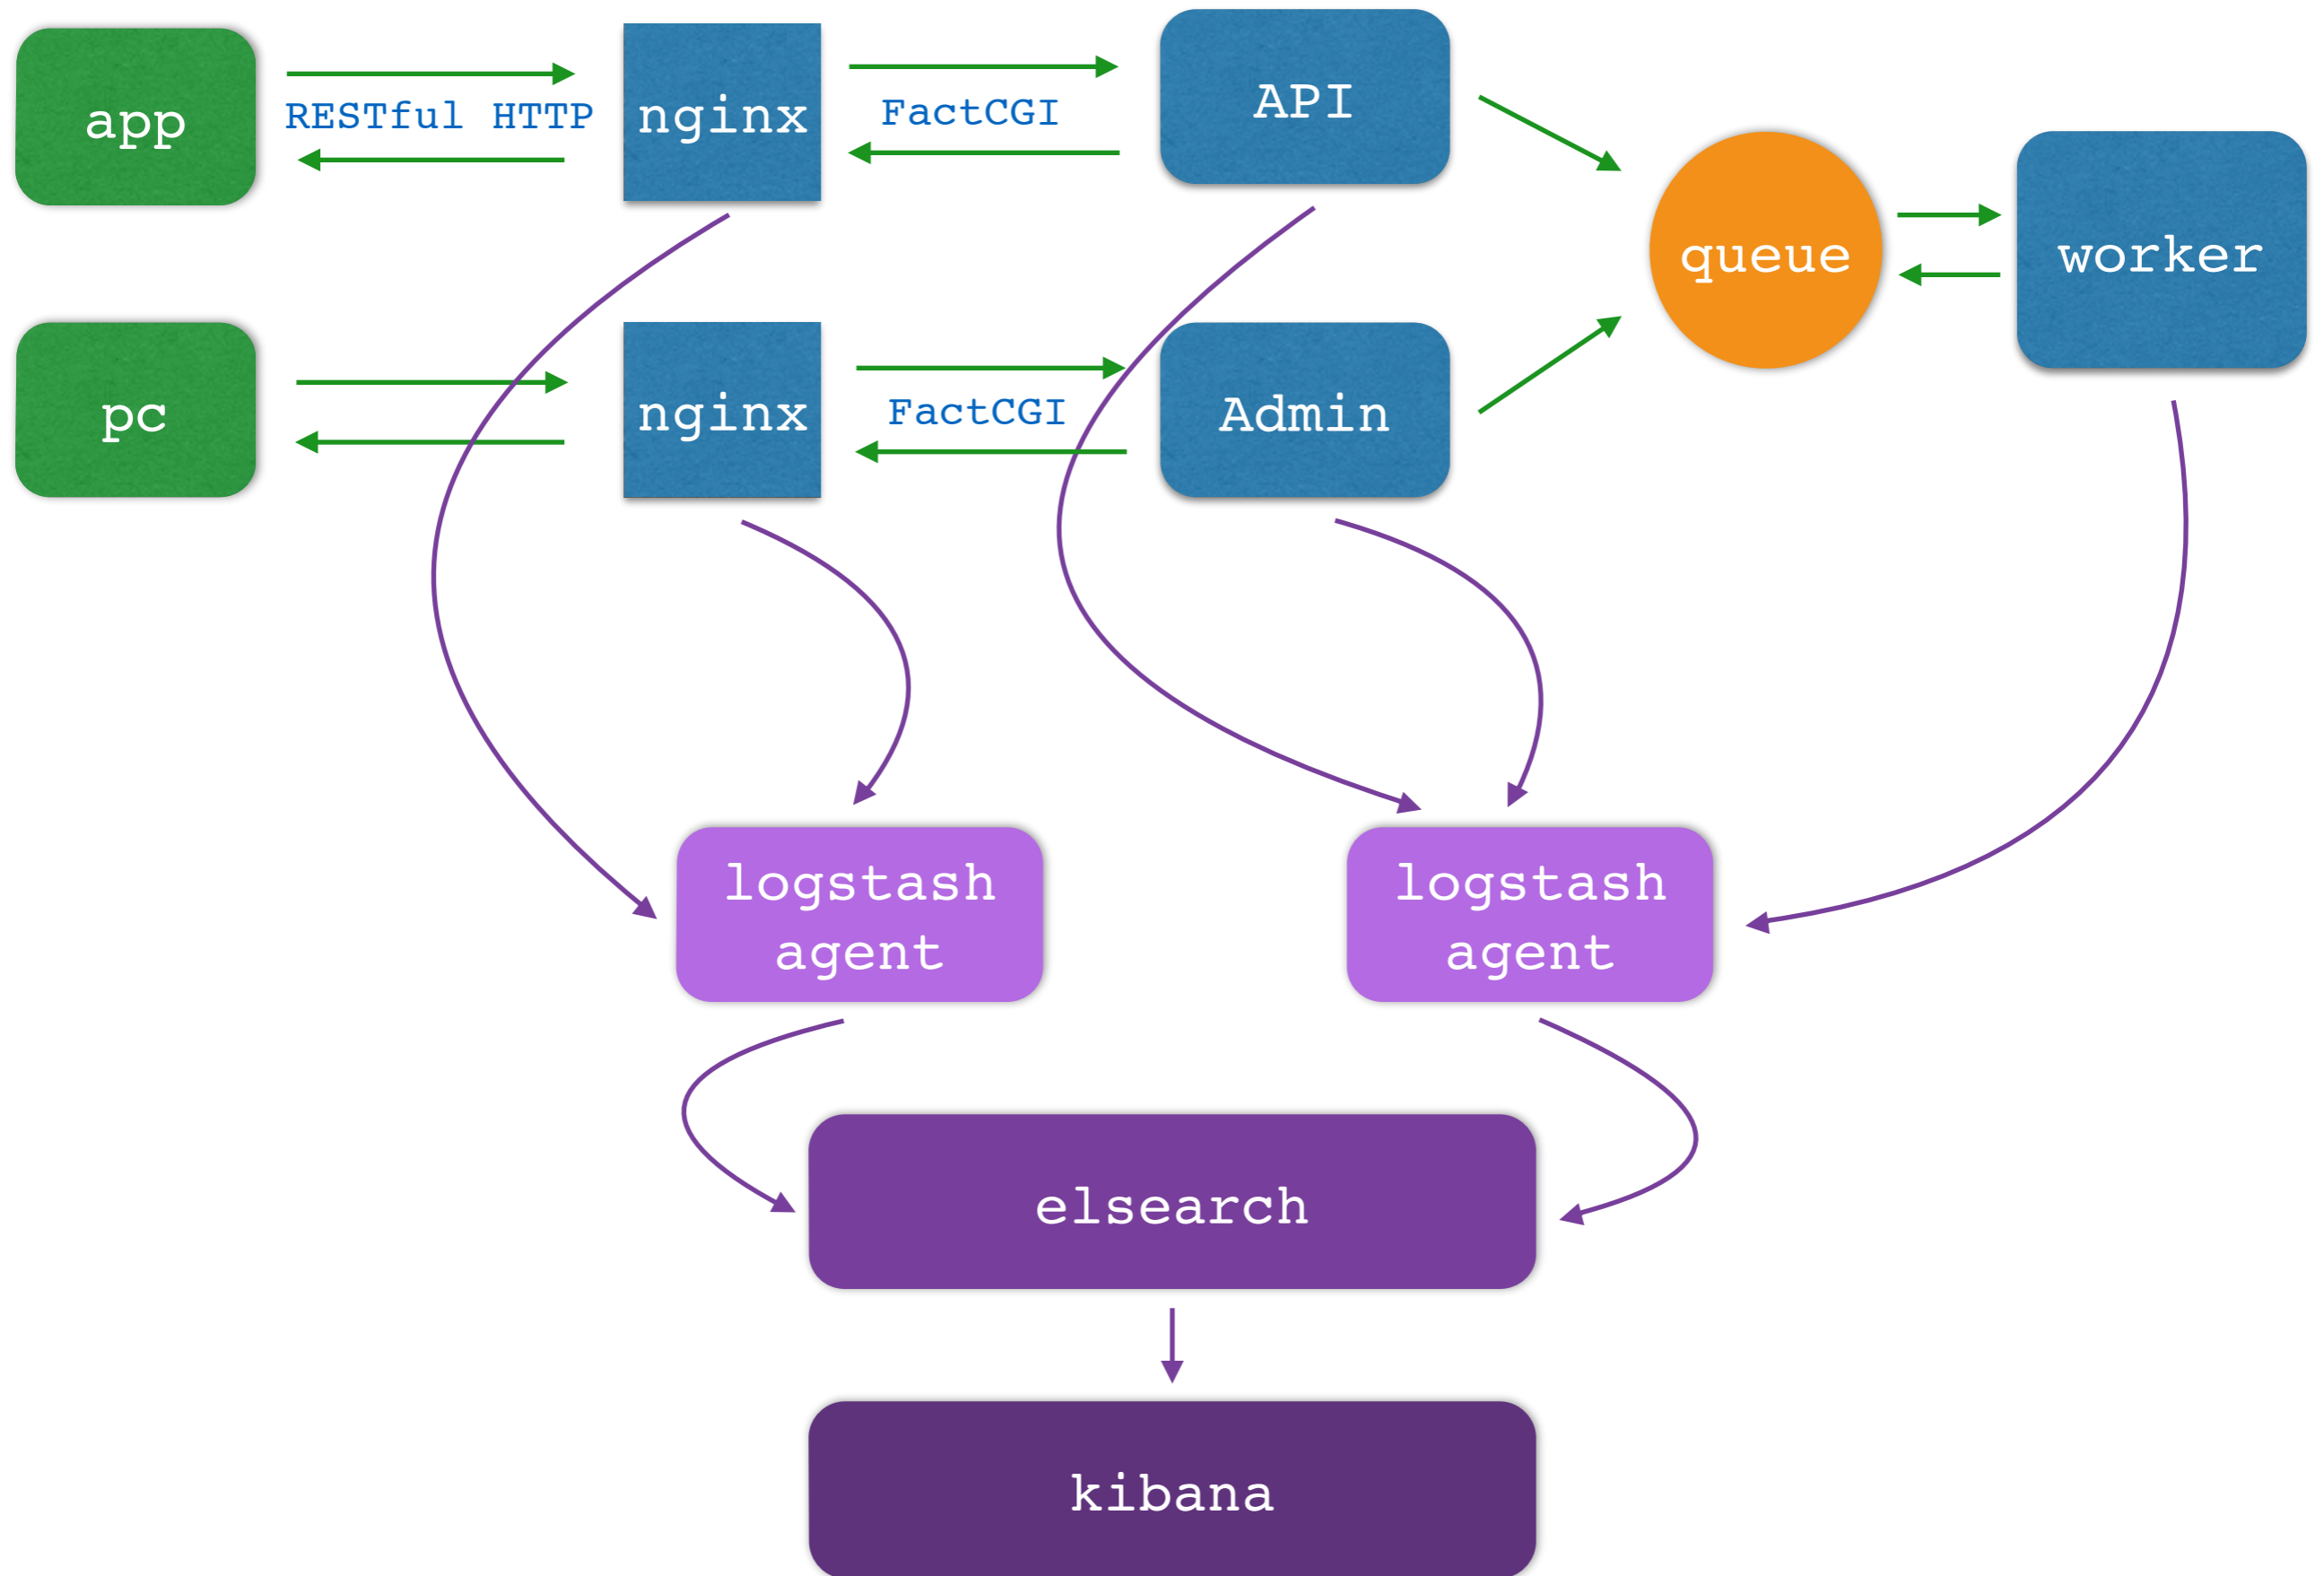 app
RESTful HTTP
nginx
FactCGI
API
queue
worker
pc
nginx
FactCGI
Admin
logstash
agent
logstash
agent
elsearch
kibana